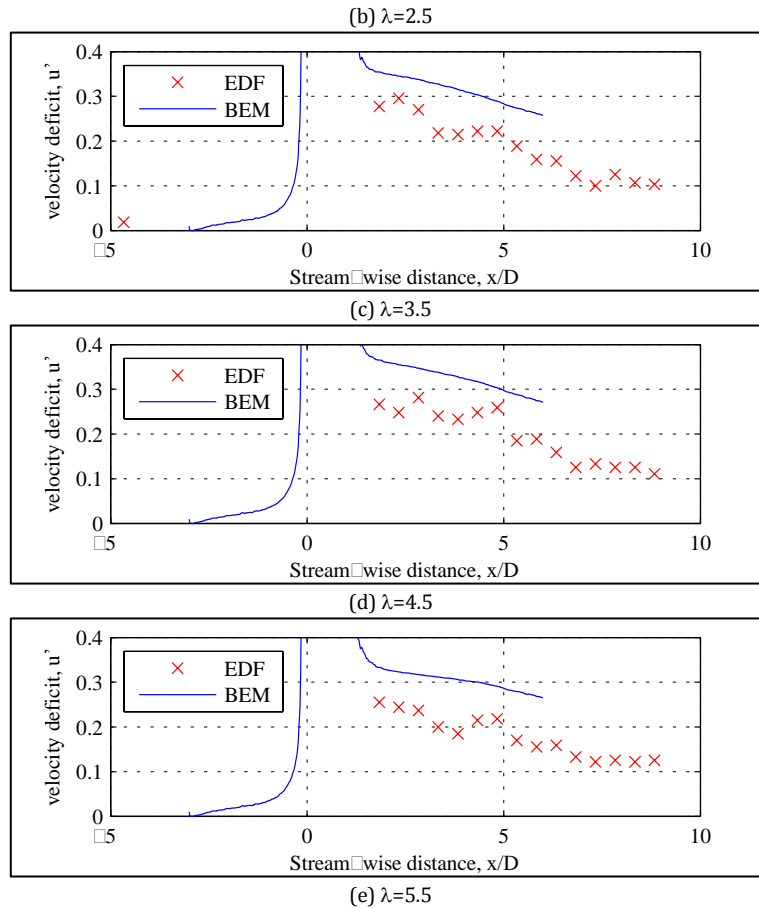 (b) λ=2.5
velocity deficit, u'
0.4
0.3
0.2
0.1
0
EDF
BEM
□5
0
5
10
Stream□wise distance, x/D
(c) λ=3.5
velocity deficit, u'
0.4
0.3
0.2
0.1
0
EDF
BEM
□5
0
5
10
Stream□wise distance, x/D
(d) λ=4.5
velocity deficit, u'
0.4
0.3
0.2
0.1
0
EDF
BEM
□5
0
5
10
Stream□wise distance, x/D
(e) λ=5.5